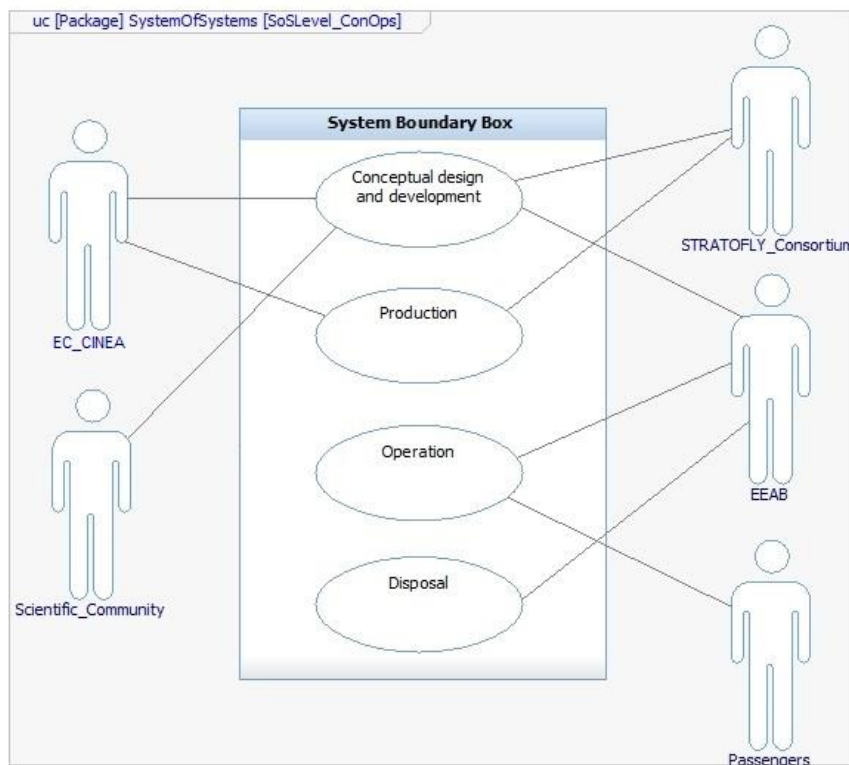 uc [Package] SystemOfSystems [SoSLevel_ConOps]
System Boundary Box
Conceptual design
and development
STRATOFLY_Consortium
Production
EC_CINEA
Operation
EEAB
Disposal
Scientific_Community
Passengers